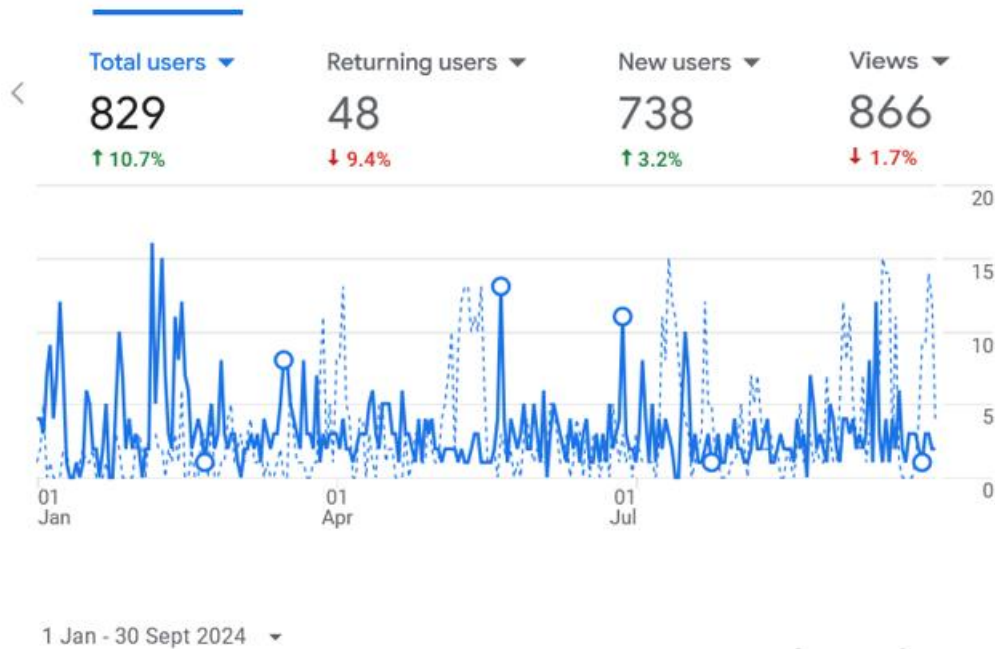 Total users Returning users New users Views
829 48 738 866
↑ 10.7% ↓ 9.4% ↑ 3.2% ↓ 1.7%
20
15
10
5
0
01 01 01
Jan Apr Jul
1 Jan - 30 Sept 2024